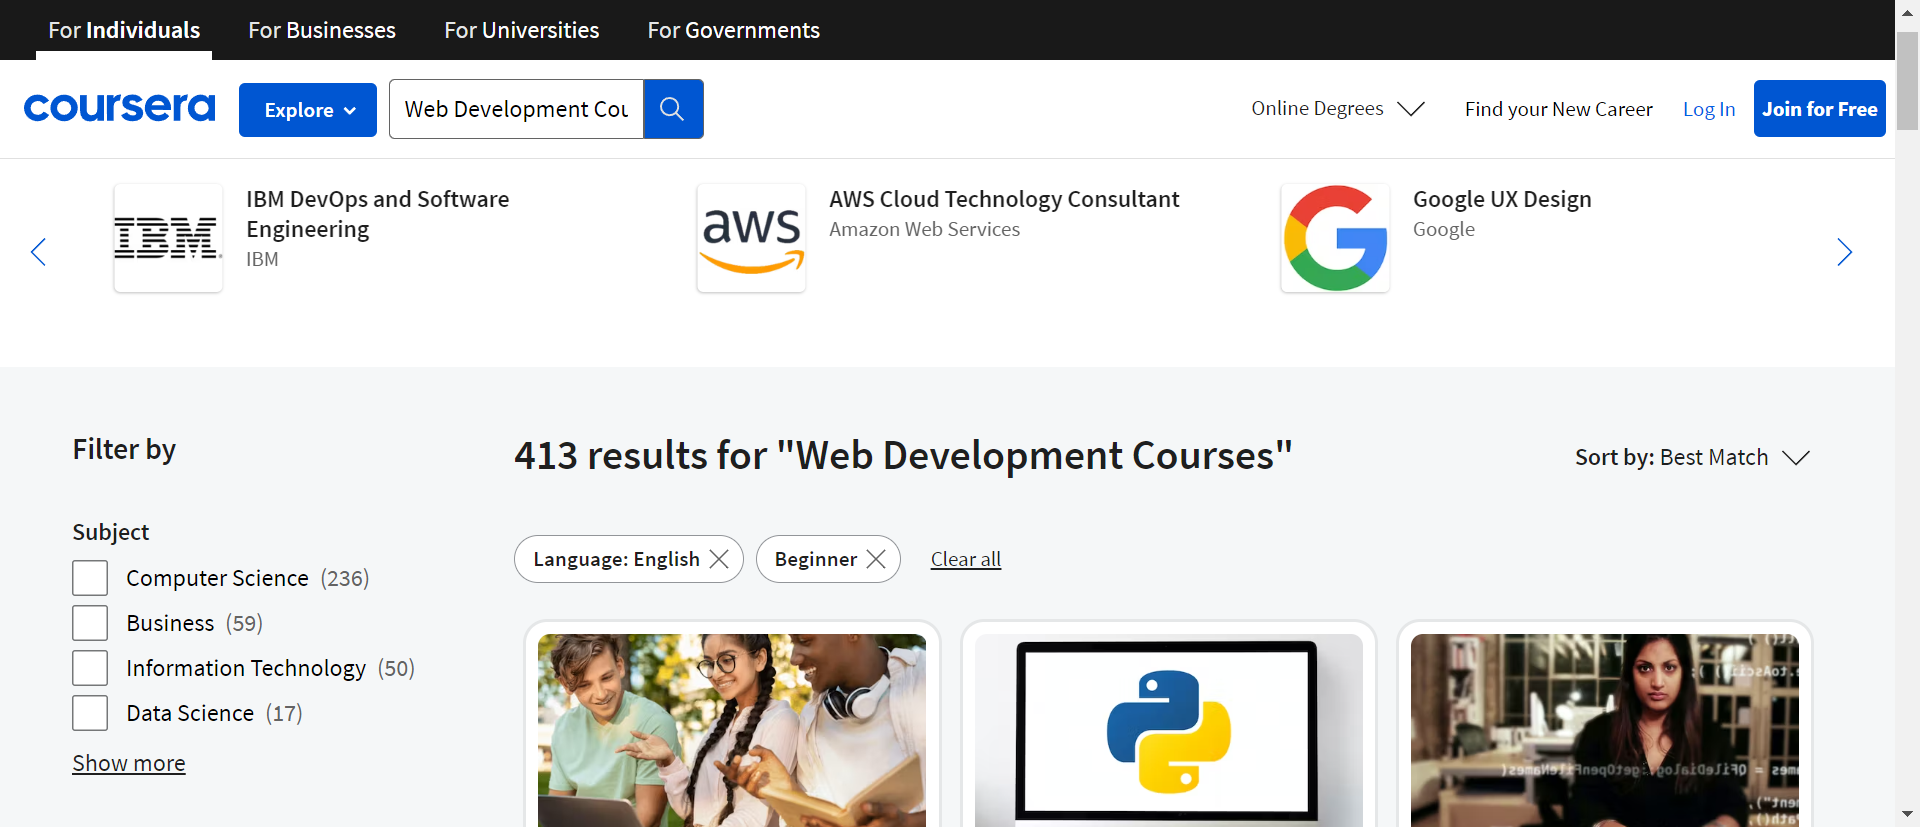 For Individuals
For Businesses
For Universities
For Governments
coursera
Explore
Web Development Cou
Online Degrees
Find your New Career
Log In
Join for Free
IBM
IBM DevOps and Software
Engineering
IBM
aws
AWS Cloud Technology Consultant
Amazon Web Services
Google UX Design
Google
Filter by
413 results for "Web Development Courses"
Sort by: Best Match
Subject
Computer Science (236)
Business (59)
Information Technology (50)
Data Science (17)
Show more
Language: English
Beginner
Clear all